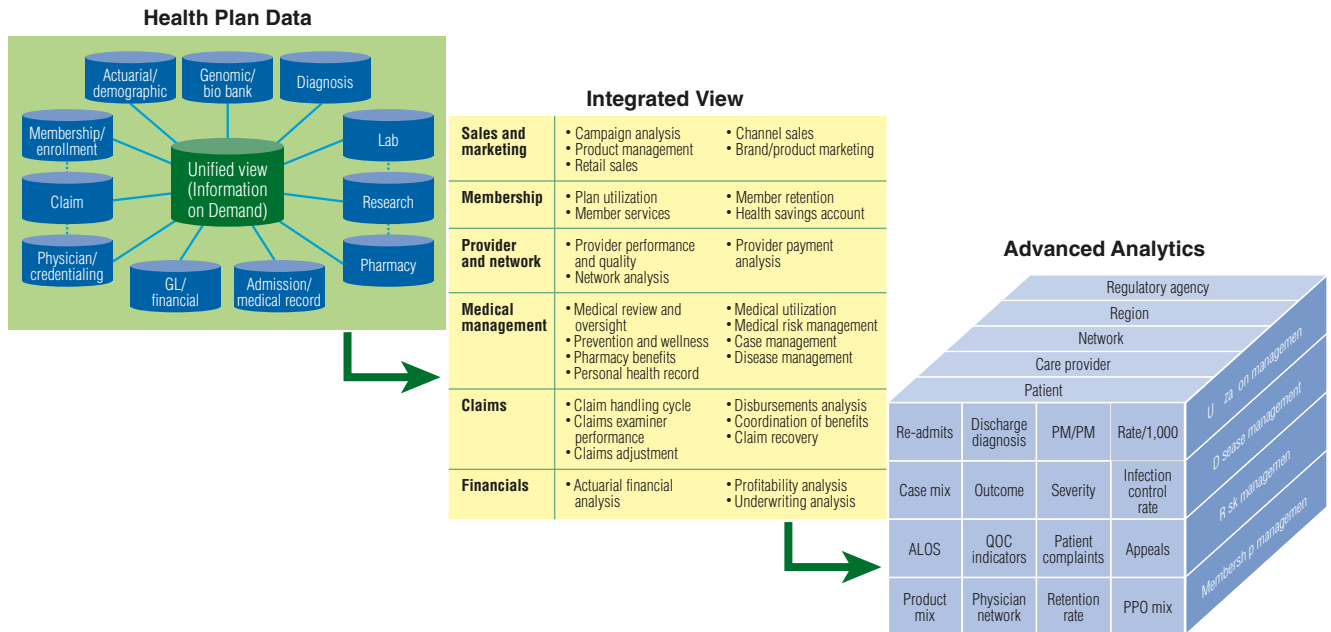 Health Plan Data
Actuarial/
demographic
Genomic/
bio bank
Diagnosis
Membership/
enrollment
Lab
Unified view
(Information
on Demand)
Claim
Research
Physician/
credentialing
Pharmacy
GL/
financial
Admission/
medical record
Integrated View
Sales and
marketing
• Campaign analysis
• Product management
• Retail sales
• Channel sales
• Brand/product marketing
Membership
• Plan utilization
• Member services
• Member retention
• Health savings account
Provider
and network
• Provider performance
and quality
• Network analysis
• Provider payment
analysis
Medical
management
• Medical review and
oversight
• Prevention and wellness
• Pharmacy benefits
• Personal health record
• Medical utilization
• Medical risk management
• Case management
• Disease management
Claims
• Claim handling cycle
• Claims examiner
performance
• Claims adjustment
• Disbursements analysis
• Coordination of benefits
• Claim recovery
Financials
• Actuarial financial
analysis
• Profitability analysis
• Underwriting analysis
Advanced Analytics
Regulatory agency
Region
Network
Care provider
Patient
Re-admits
Discharge
diagnosis
PM/PM
Rate/1,000
Case mix
Outcome
Severity
Infection
control
rate
ALOS
QOC
indicators
Patient
complaints
Appeals
Product
mix
Physician
network
Retention
rate
PPO mix
U za on managemen
D sease management
R sk managemen
Membersh p managemen